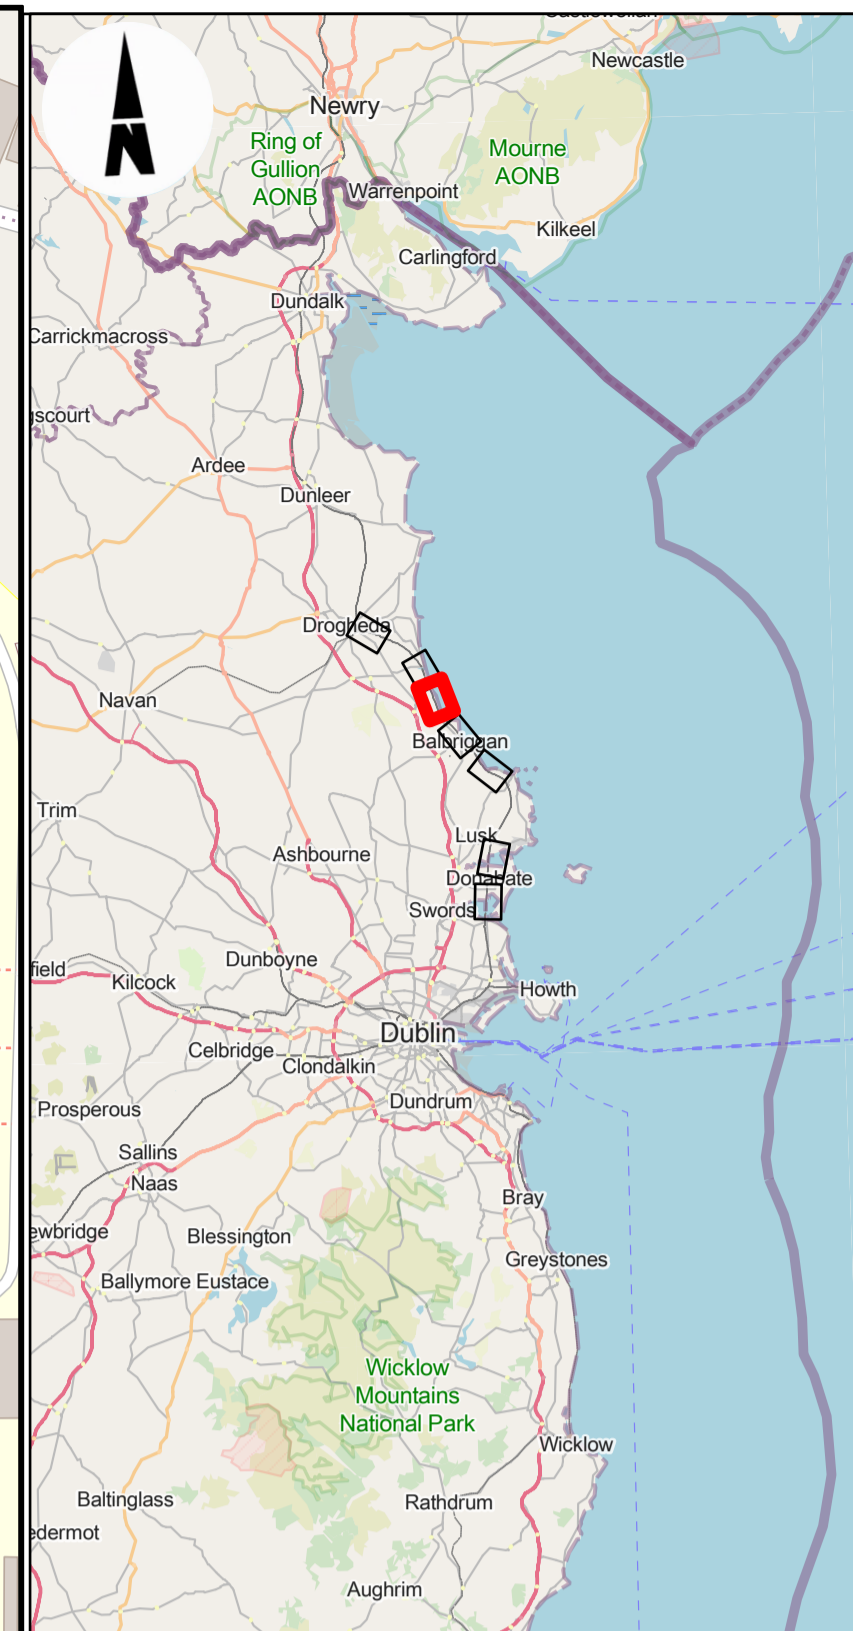 Newcastle
Newry
Ring of
Gullion
AONB
Mourne
AONB
Warrenpoint
Kilkeel
Carlingford
Dundalk
Carrickmacross
gscourt
Ardee
Dunleer
Drogheda
Navan
Balbriggan
Trim
Lusk
Ashbourne
Donabate
Swords
Dunboyne
field
Kilcock
Howth
Dublin
Celbridge
Clondalkin
Dundrum
Prosperous
Sallins
Naas
Bray
ewbridge
Blessington
Greystones
Ballymore Eustace
Wicklow
Mountains
National Park
Wicklow
Baltinglass
Rathdrum
edermot
Aughrim
N